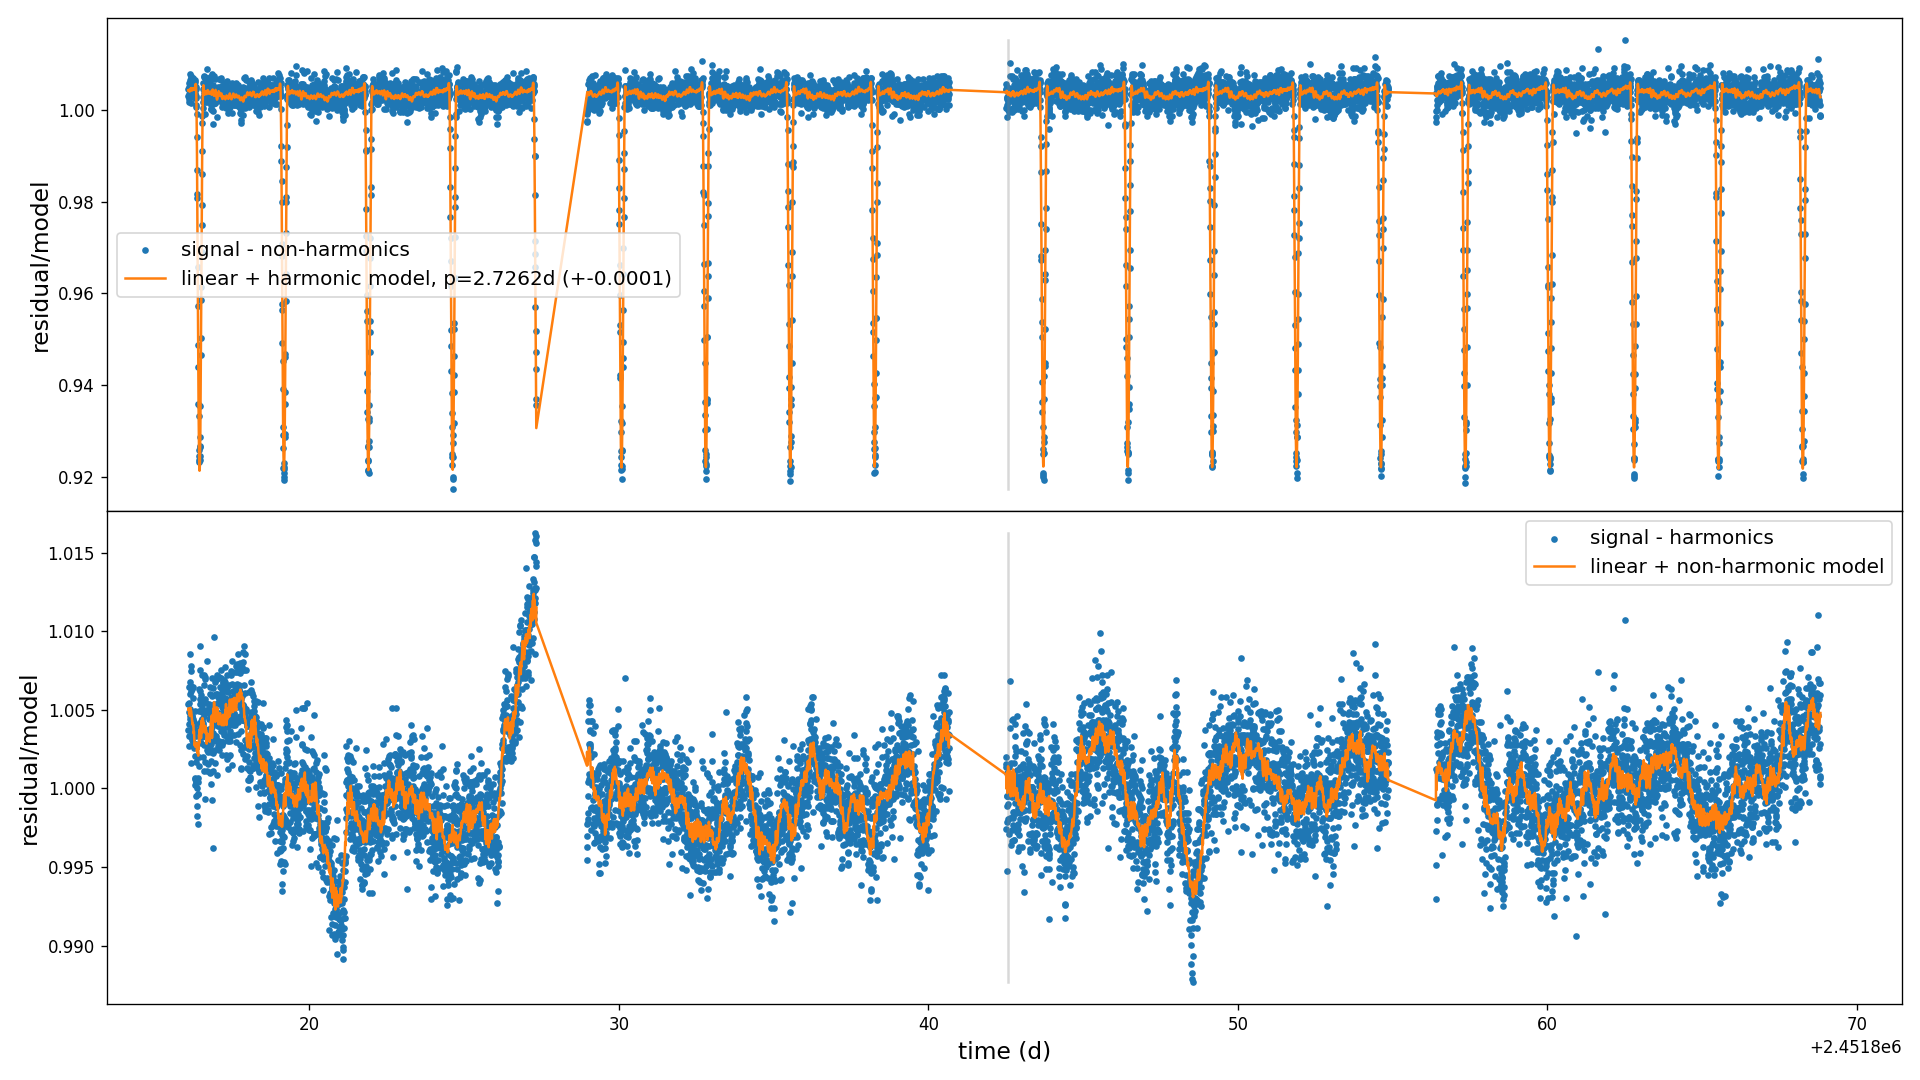 1.00
0.98
0.96
0.94
0.92
residual/model
signal - non-harmonics
linear + harmonic model, p=2.7262d (+-0.0001)
1.015
1.010
1.005
1.000
0.995
0.990
residual/model
signal - harmonics
linear + non-harmonic model
20 30 40 50 60 70
time (d)
+2.4518e6